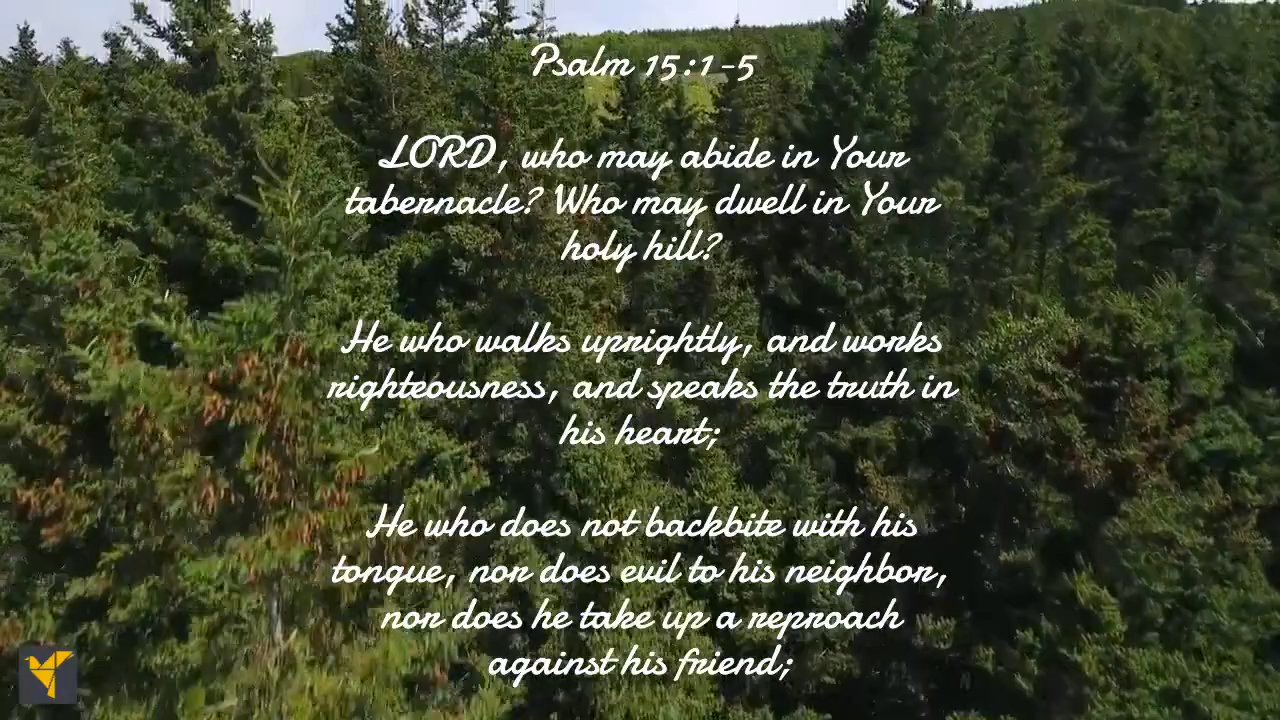 Psalm 15:1-5
LORD, who may abide in Your
tabernacle? Who may dwell in Your
holy hill?
He who walks uprightly, and works
righteousness, and speaks the truth in
his heart;
He who does not backbite with his
tongue, nor does evil to his neighbor,
nor does he take up a reproach
against his friend;